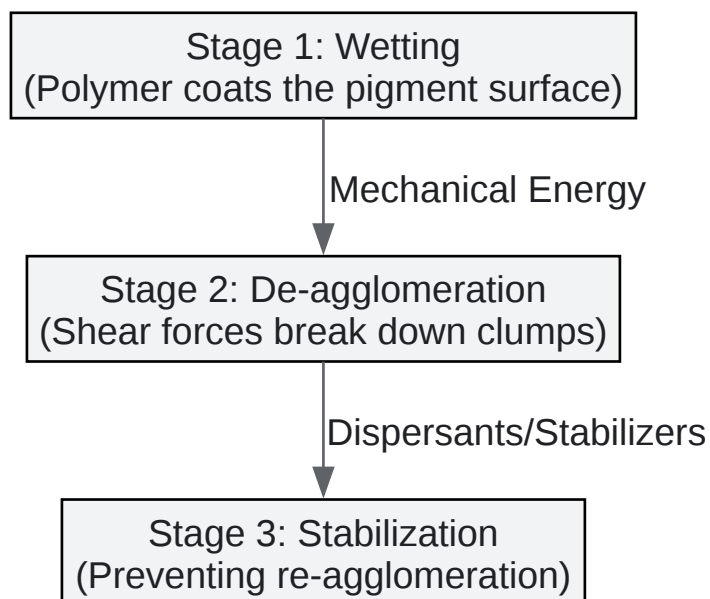 Stage 1: Wetting
(Polymer coats the pigment surface)
Mechanical Energy
Stage 2: De-agglomeration
(Shear forces break down clumps)
Dispersants/Stabilizers
Stage 3: Stabilization
(Preventing re-agglomeration)